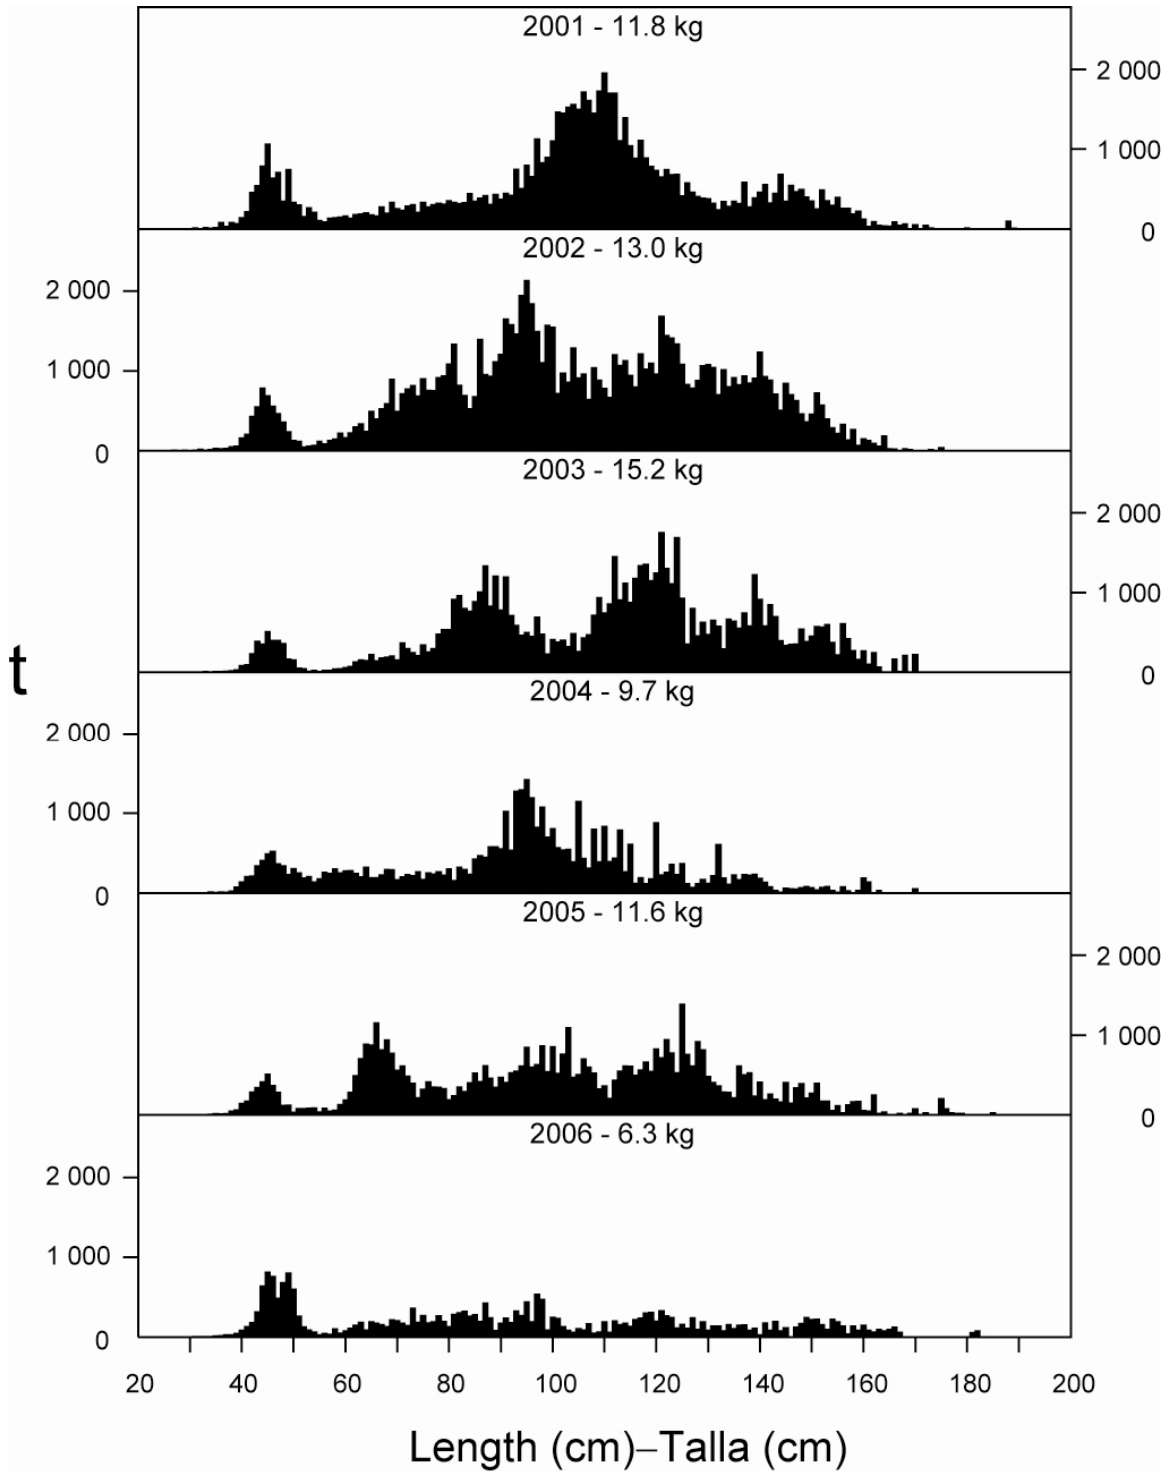 2001 - 11.8 kg
2 000
1 000
0
2002 - 13.0 kg
2 000
1 000
0
2003 - 15.2 kg
2 000
1 000
0
t
2004 - 9.7 kg
2 000
1 000
0
2005 - 11.6 kg
2 000
1 000
0
2006 - 6.3 kg
2 000
1 000
0
20 40 60 80 100 120 140 160 180 200
Length (cm)–Talla (cm)